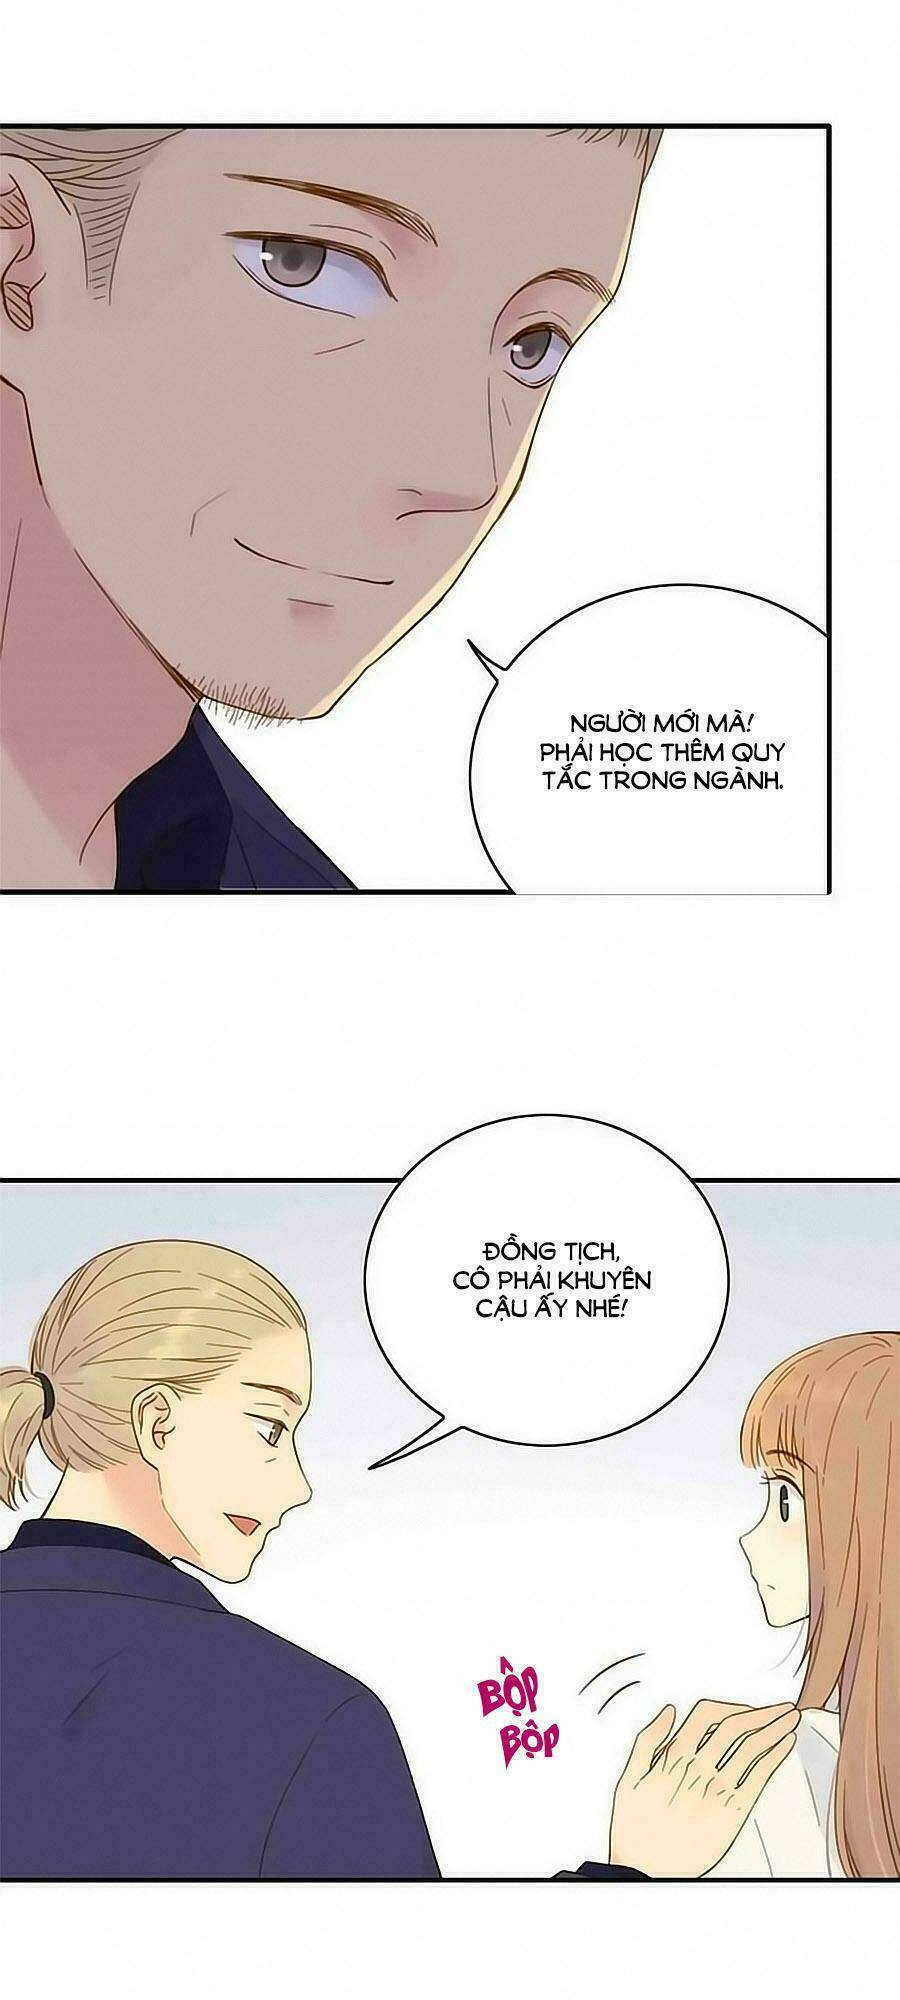 NGƯỜI MỚI MÀ!
PHẢI HỌC THÊM QUY
TẮC TRONG NGÀNH.
ĐỒNG TỊCH,
CÔ PHẢI KHUYÊN
CẬU ẤY NHÉ!
BỘP
BỘP